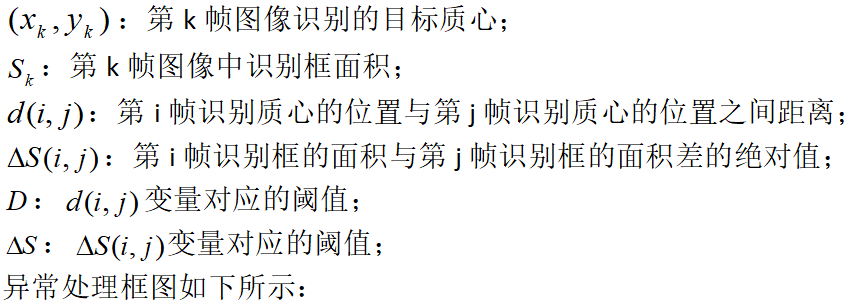 (x_k, y_k)：第 k 帧图像识别的目标质心；
S_k：第 k 帧图像中识别框面积；
d(i, j)：第 i 帧识别质心的位置与第 j 帧识别质心的位置之间距离；
ΔS(i, j)：第 i 帧识别框的面积与第 j 帧识别框的面积差的绝对值；
D：d(i, j)变量对应的阈值；
ΔS：ΔS(i, j)变量对应的阈值；
异常处理框图如下所示：